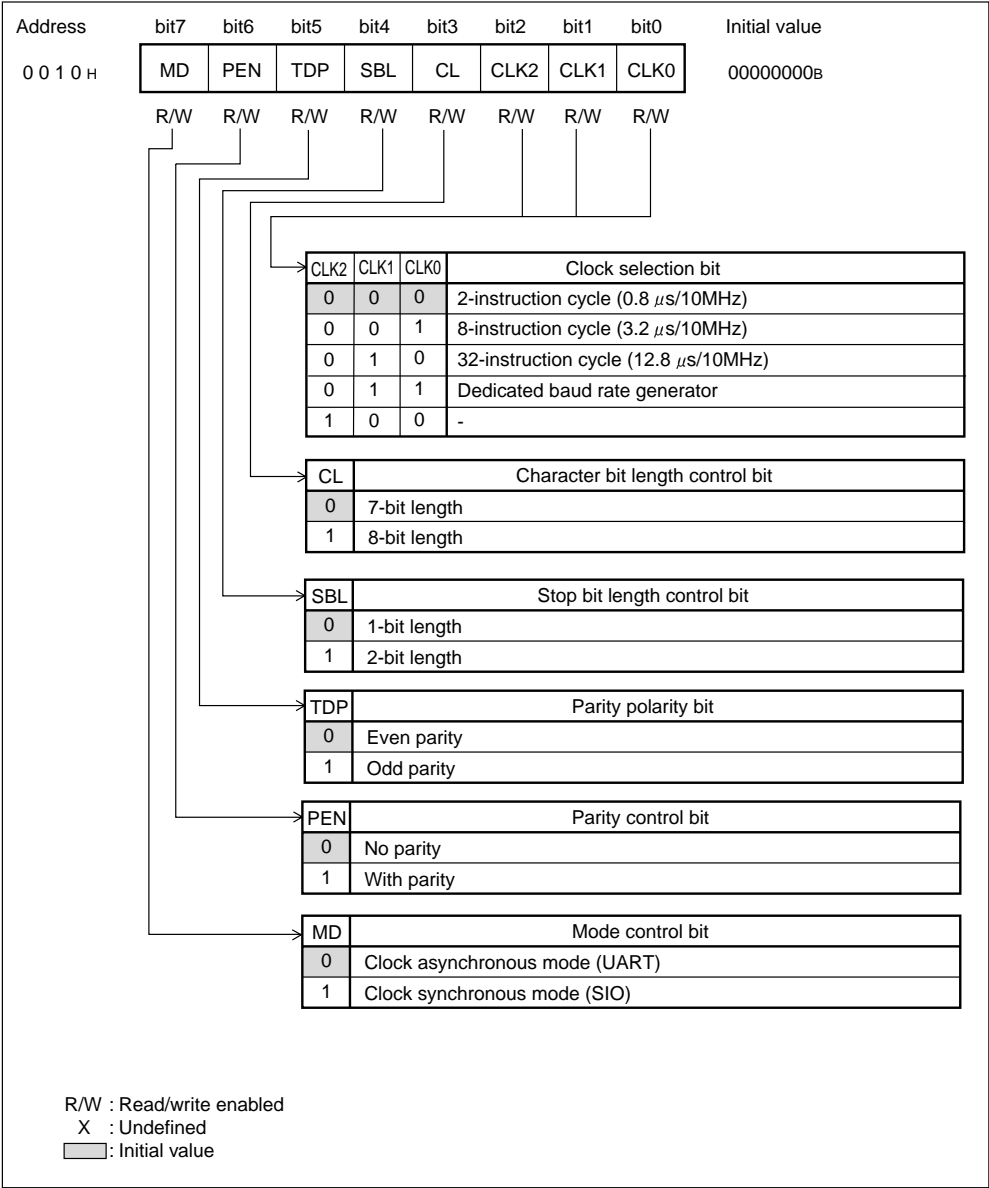 Address bit7 bit6 bit5 bit4 bit3 bit2 bit1 bit0 Initial value
0 0 1 0 H MD PEN TDP SBL CL CLK2 CLK1 CLK0 00000000B
R/W R/W R/W R/W R/W R/W R/W R/W
CLK2 CLK1 CLK0 Clock selection bit
0 0 0 2-instruction cycle (0.8 μs/10MHz)
0 0 1 8-instruction cycle (3.2 μs/10MHz)
0 1 0 32-instruction cycle (12.8 μs/10MHz)
0 1 1 Dedicated baud rate generator
1 0 0 -
CL Character bit length control bit
0 7-bit length
1 8-bit length
SBL Stop bit length control bit
0 1-bit length
1 2-bit length
TDP Parity polarity bit
0 Even parity
1 Odd parity
PEN Parity control bit
0 No parity
1 With parity
MD Mode control bit
0 Clock asynchronous mode (UART)
1 Clock synchronous mode (SIO)
R/W : Read/write enabled
X : Undefined
: Initial value